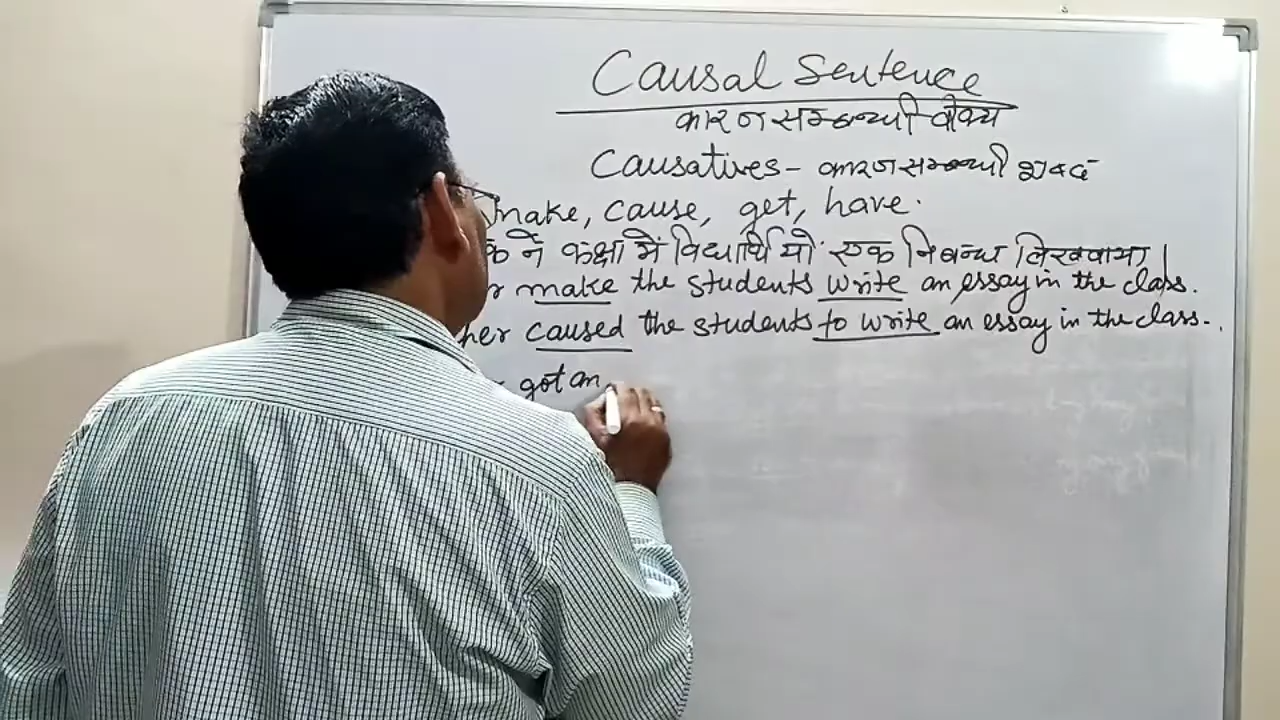 Causal Sentence
कारण सम्बन्धी वाक्य
Causatives - कारण सम्बन्धी शब्द
make, cause, get, have.
ने कक्षा में विद्यार्थियों एक निबन्ध लिखवाया |
make the students write an essay in the class.
her caused the students to write an essay in the class.
got an